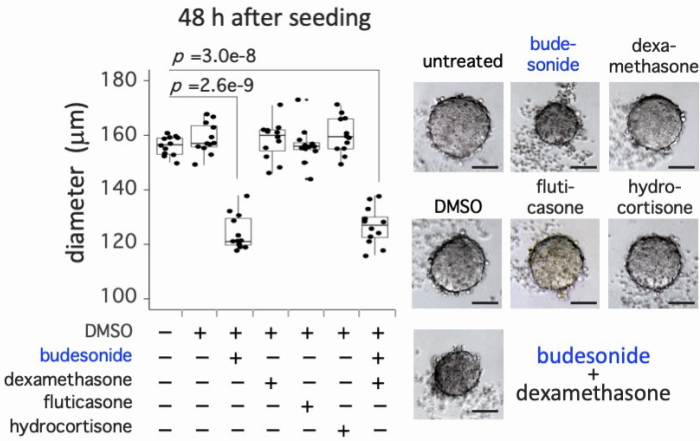 48 h after seeding
p =3.0e-8
p =2.6e-9
diameter (μm)
180
160
140
120
100
DMSO − + + + + + +
budesonide − − + − − − +
dexamethasone − − − + − − +
fluticasone − − − − + − −
hydrocortisone − − − − − + −
untreated
bude-
sonide
dexa-
methasone
DMSO
fluti-
casone
hydro-
cortisone
budesonide
+
dexamethasone